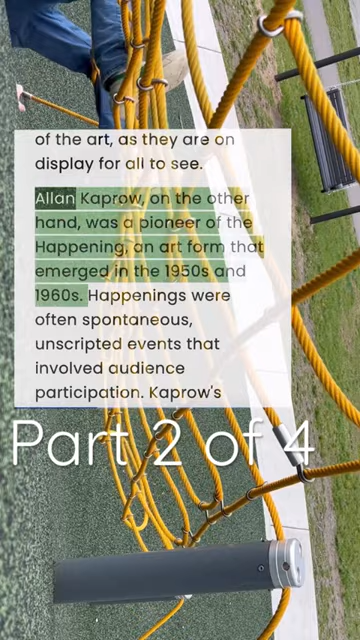 of the art, as they are on
display for all to see.
Allan Kaprow, on the other
hand, was a pioneer of the
Happening, an art form that
emerged in the 1950s and
1960s. Happenings were
often spontaneous,
unscripted events that
involved audience
participation. Kaprow's
Part 2 of 4